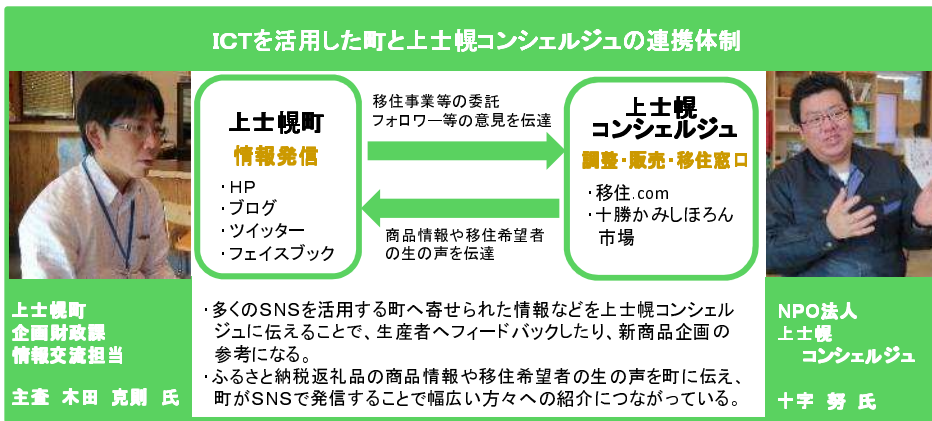 ICTを活用した町と上士幌コンシェルジュの連携体制
上士幌町
情報発信
・HP
・ブログ
・ツイッター
・フェイスブック
移住事業等の委託
フォロワー等の意見を伝達
商品情報や移住希望者
の生の声を伝達
上士幌
コンシェルジュ
調整・販売・移住窓口
・移住.com
・十勝かみしほろん
市場
上士幌町
企画財政課
情報交流担当
主査 木田 克則 氏
・多くのSNSを活用する町へ寄せられた情報などを上士幌コンシェル
ジュに伝えることで、生産者へフィードバックしたり、新商品企画の
参考になる。
・ふるさと納税返礼品の商品情報や移住希望者の生の声を町に伝え、
町がSNSで発信することで幅広い方々への紹介につながっている。
NPO法人
上士幌
コンシェルジュ
十字 努 氏